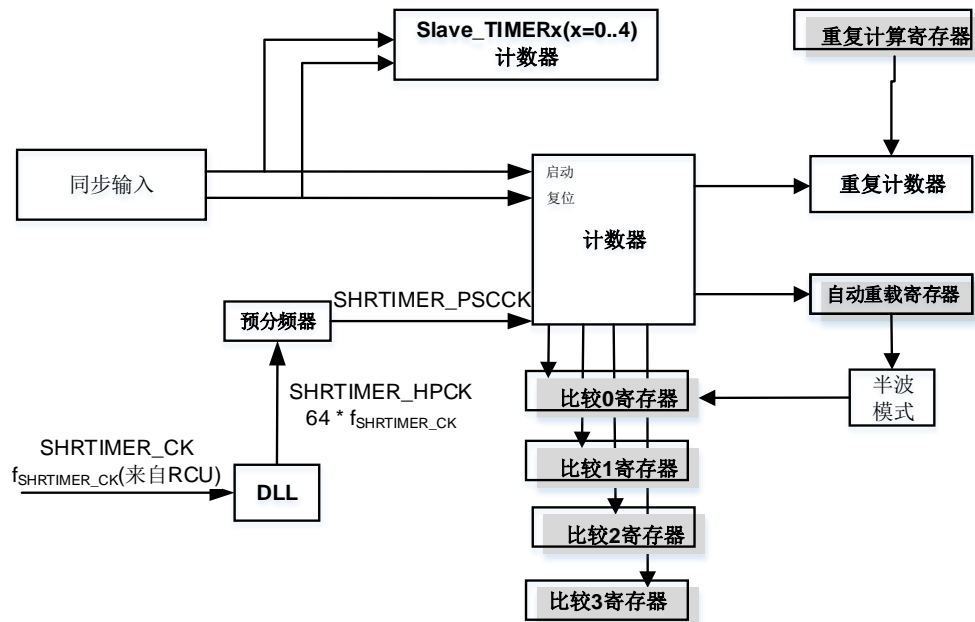 Slave_TIMERx(x=0..4)
计数器
重复计算寄存器
同步输入
启动
复位
计数器
重复计数器
SHRTIMER_PSCCK
自动重载寄存器
预分频器
SHRTIMER_HPCK
64 * fSHRTIMER_CK
比较0寄存器
半波
模式
SHRTIMER_CK
fSHRTIMER_CK(来自RCU)
DLL
比较1寄存器
比较2寄存器
比较3寄存器